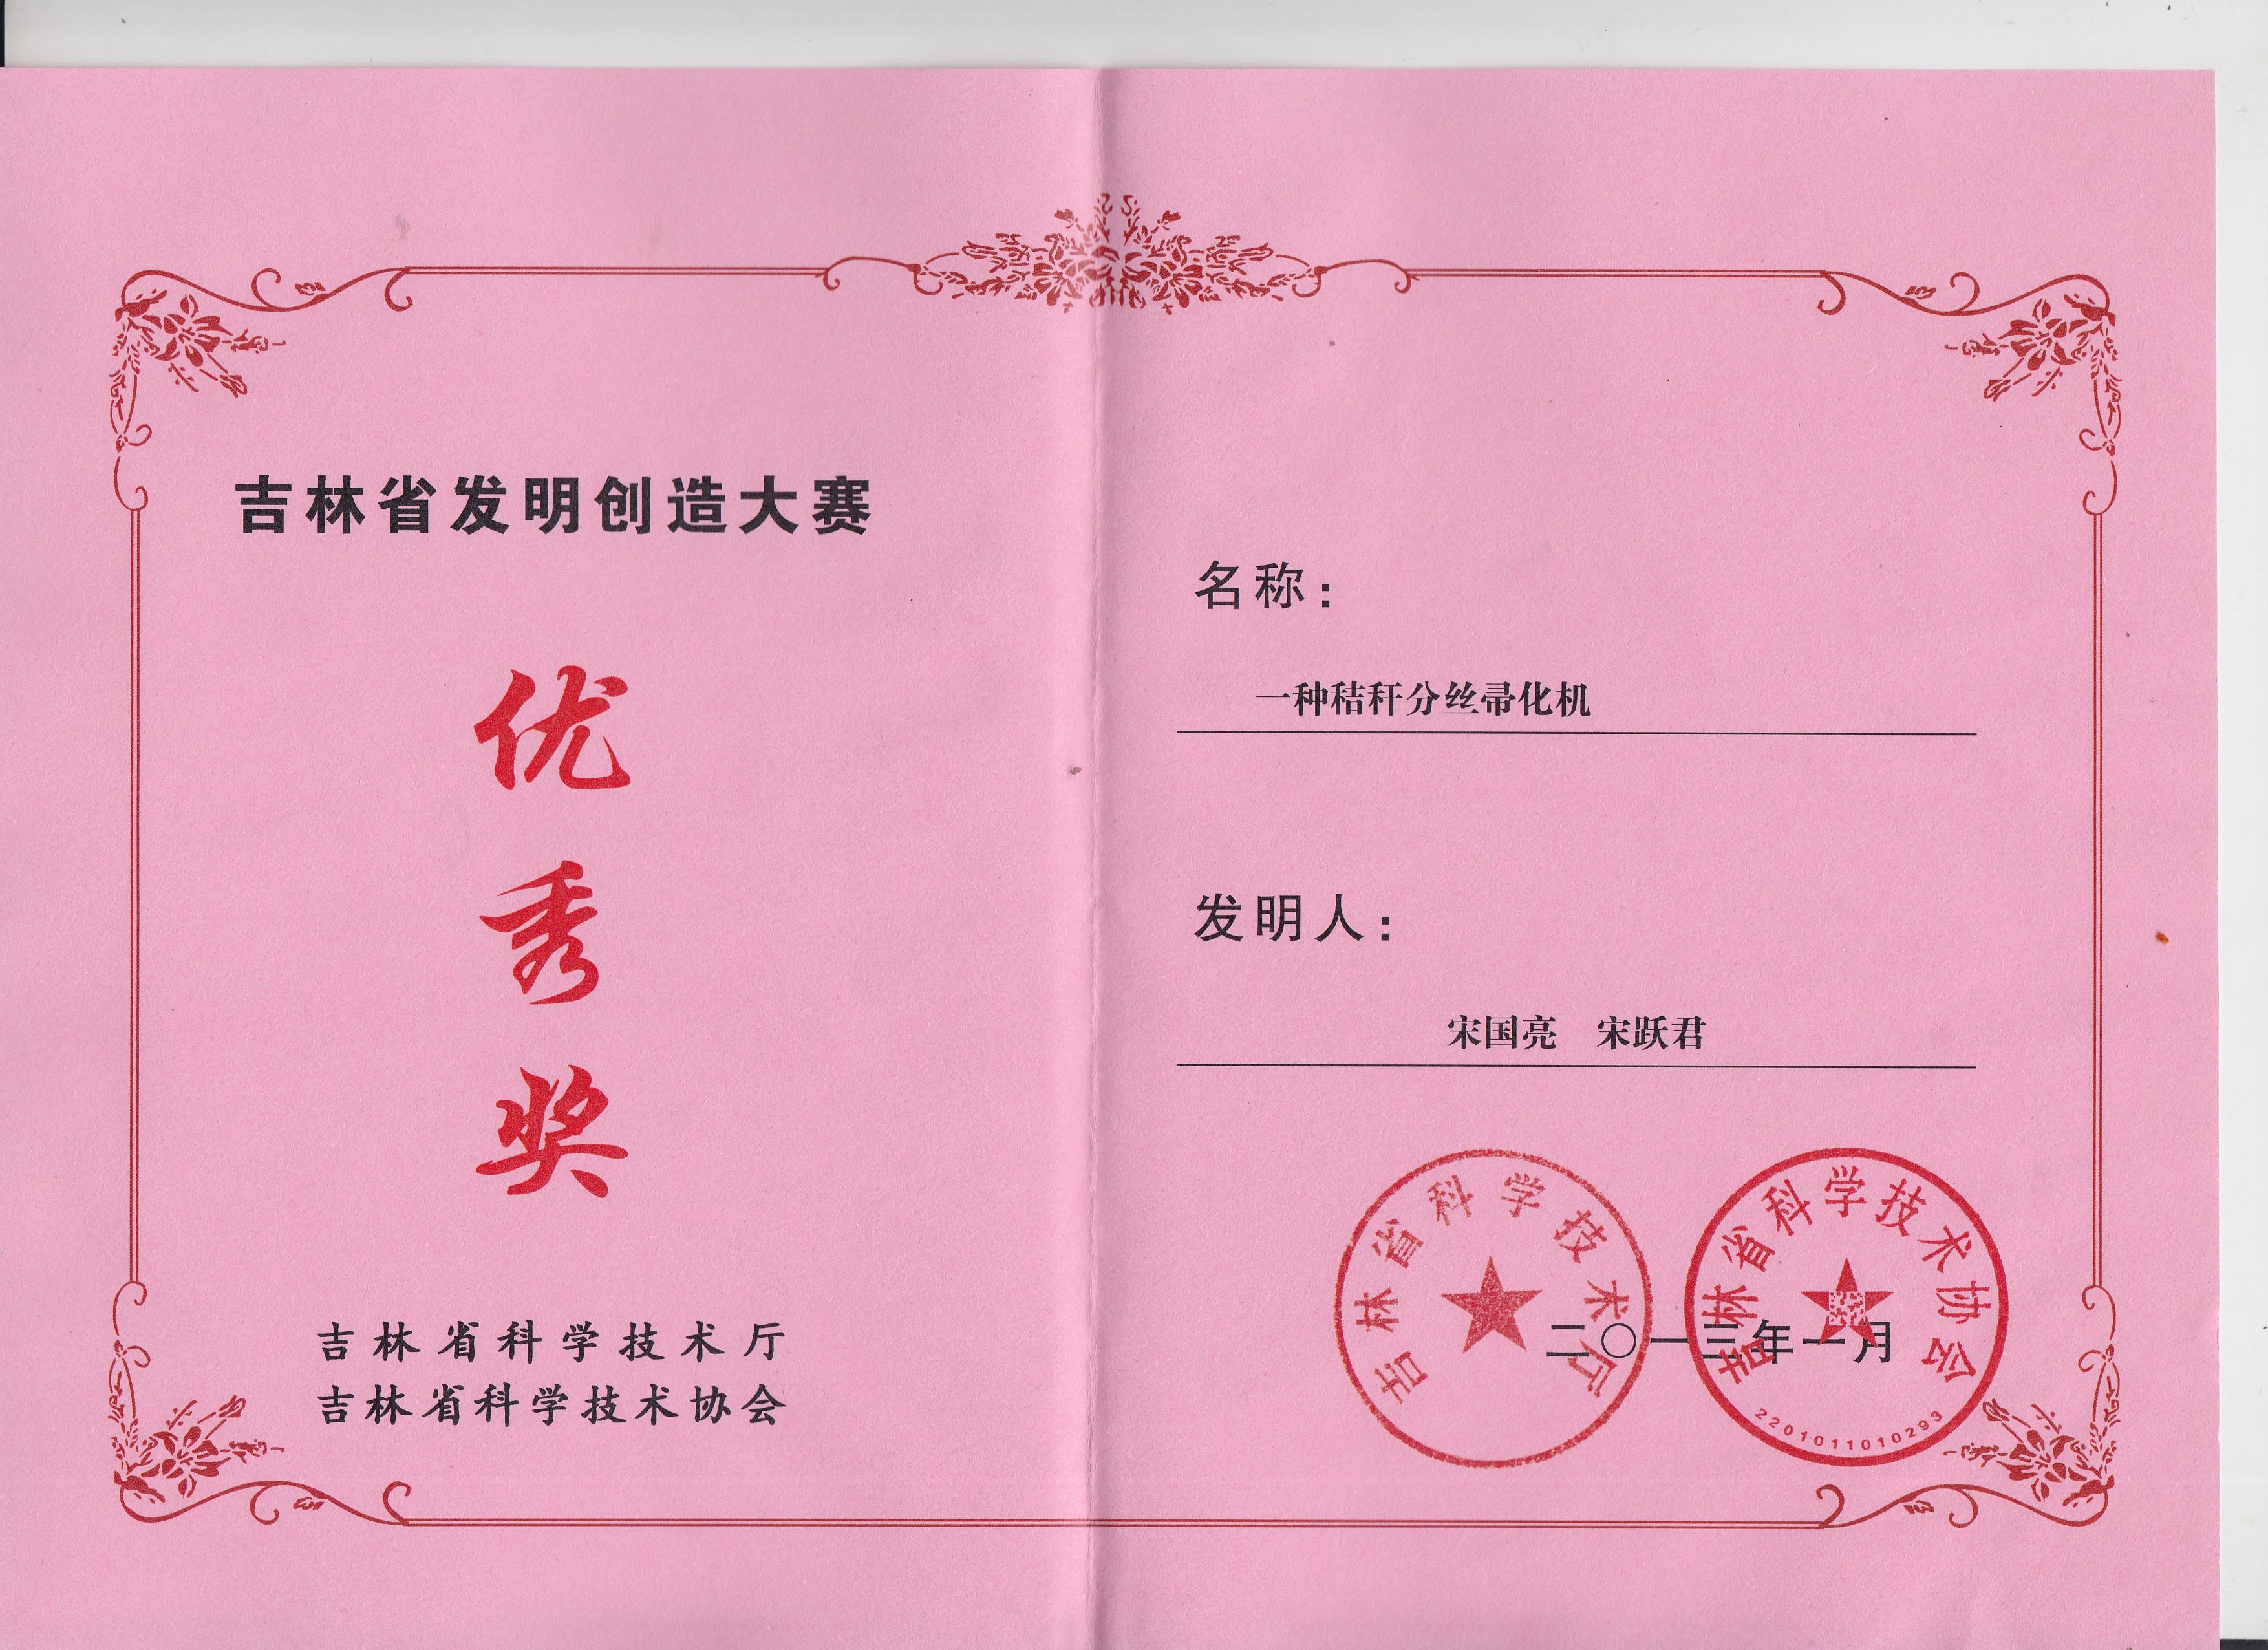 吉林省发明创造大赛
优
秀
奖
吉林省科学技术厅
吉林省科学技术协会
名称：
一种秸秆分丝帚化机
发明人：
宋国亮　宋跃君
吉林省科学技术厅
吉林省科学技术协会
2201011010293
二〇一三年一月